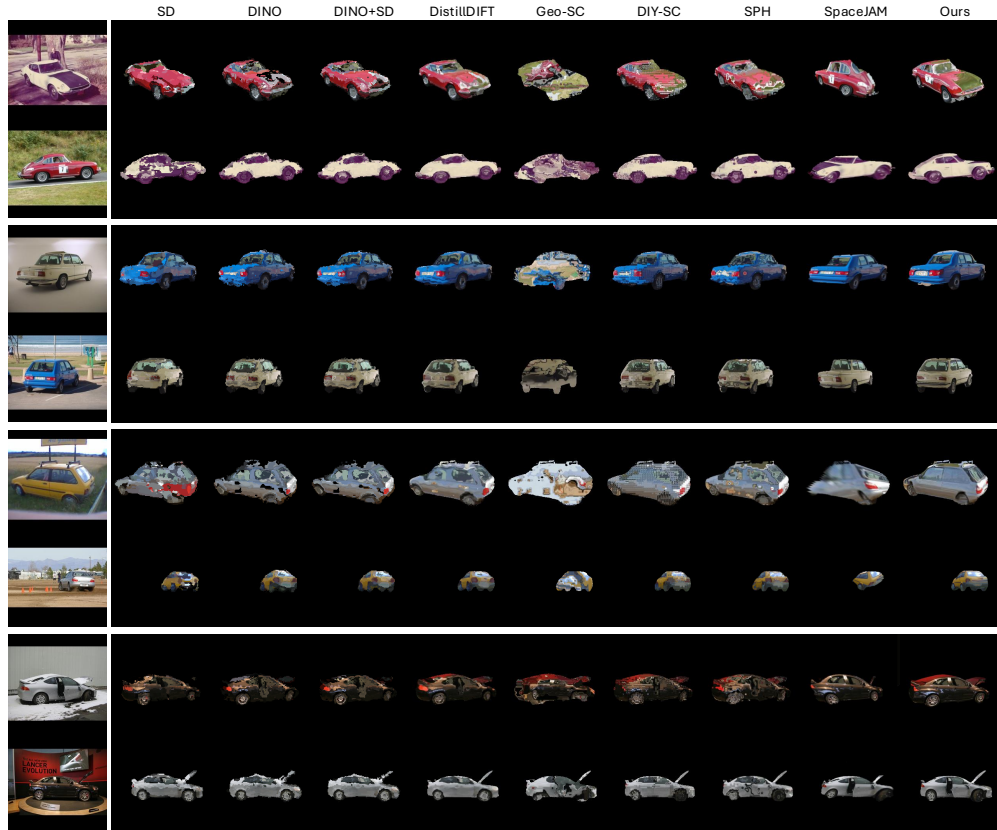 SD DINO DINO+SD DistillDIFT Geo-SC DIY-SC SPH SpaceJAM Ours
LANCER
EVOLUTION